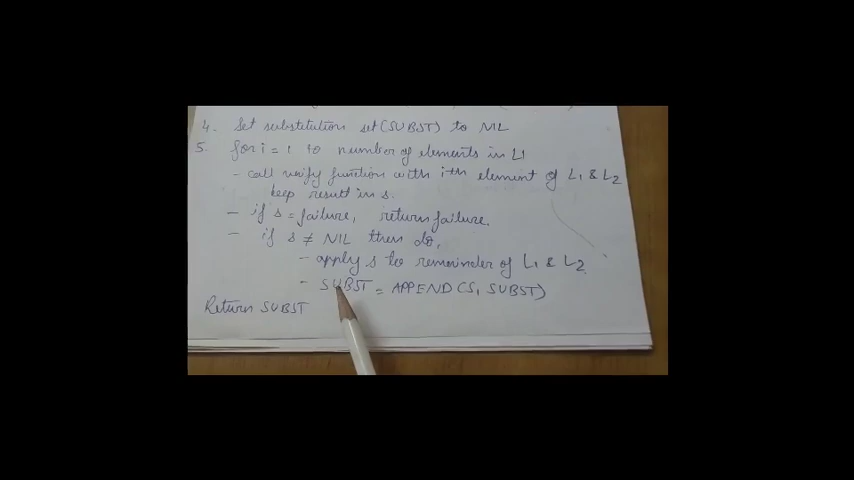 4. Set substitution set (SUBST) to NIL
5. for i = 1 to number of elements in L1
- call unify function with ith element of L1 & L2
keep result in s.
- if s = failure, return failure.
- if s ≠ NIL then do,
- apply s to remainder of L1 & L2
- SUBST = APPEND (S, SUBST)
Return SUBST